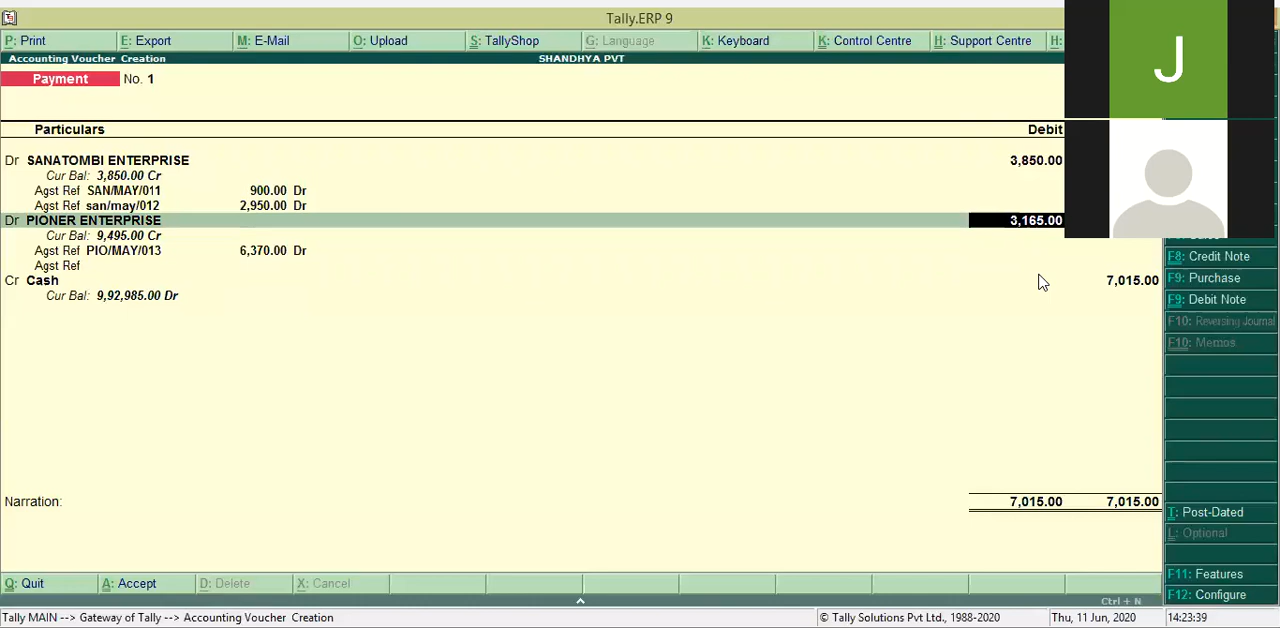 Tally.ERP 9
P: Print E: Export M: E-Mail O: Upload S: TallyShop G: Language K: Keyboard K: Control Centre H: Support Centre H:
Accounting Voucher Creation SHANDHYA PVT
Payment No. 1
J
Particulars Debit
Dr SANATOMBI ENTERPRISE 3,850.00
Cur Bal: 3,850.00 Cr
Agst Ref SAN/MAY/011 900.00 Dr
Agst Ref san/may/012 2,950.00 Dr
Dr PIONER ENTERPRISE 3,165.00
Cur Bal: 9,495.00 Cr
Agst Ref PIO/MAY/013 6,370.00 Dr
Agst Ref
Cr Cash 7,015.00
Cur Bal: 9,92,985.00 Dr
F8: Credit Note
F9: Purchase
F9: Debit Note
F10: Reversing Journal
F10: Memos
Narration: 7,015.00 7,015.00
T: Post-Dated
L: Optional
F11: Features
F12: Configure
Q: Quit A: Accept D: Delete X: Cancel
Ctrl + N
Tally MAIN --> Gateway of Tally --> Accounting Voucher Creation © Tally Solutions Pvt Ltd., 1988-2020 Thu, 11 Jun, 2020 14:23:39